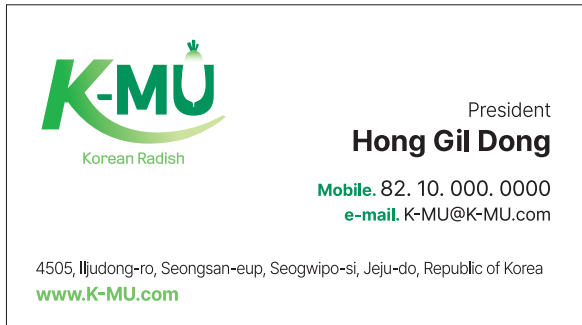 K-MU
Korean Radish
President
Hong Gil Dong
Mobile. 82. 10. 000. 0000
e-mail. K-MU@K-MU.com
4505, Iljudong-ro, Seongsan-eup, Seogwipo-si, Jeju-do, Republic of Korea
www.K-MU.com